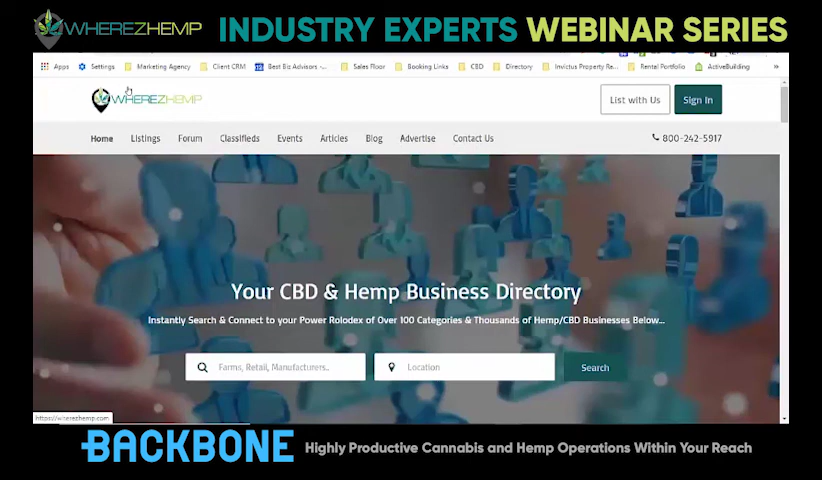 WHEREZHEMP INDUSTRY EXPERTS WEBINAR SERIES
Apps Settings Marketing Agency Client CRM Best Biz Advisors -... Sales Floor Booking Links CBD Directory Invictus Property Re... Rental Portfolio ActiveBuilding »
WHEREZHEMP List with Us Sign In
Home Listings Forum Classifieds Events Articles Blog Advertise Contact Us 800-242-5917
Your CBD & Hemp Business Directory
Instantly Search & Connect to your Power Rolodex of Over 100 Categories & Thousands of Hemp/CBD Businesses Below...
Farms, Retail, Manufacturers.. Location Search
https://wherezhemp.com
BACKBONE Highly Productive Cannabis and Hemp Operations Within Your Reach